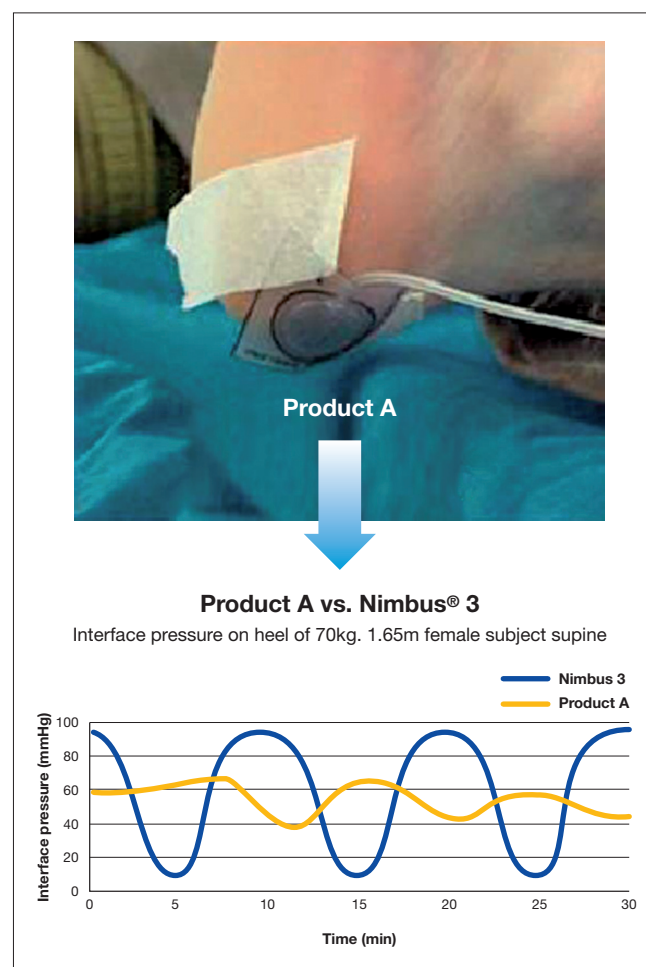 Product A
Product A vs. Nimbus® 3
Interface pressure on heel of 70kg. 1.65m female subject supine
Nimbus 3
Product A
Interface pressure (mmHg)
100
80
60
40
20
0
0 5 10 15 20 25 30
Time (min)